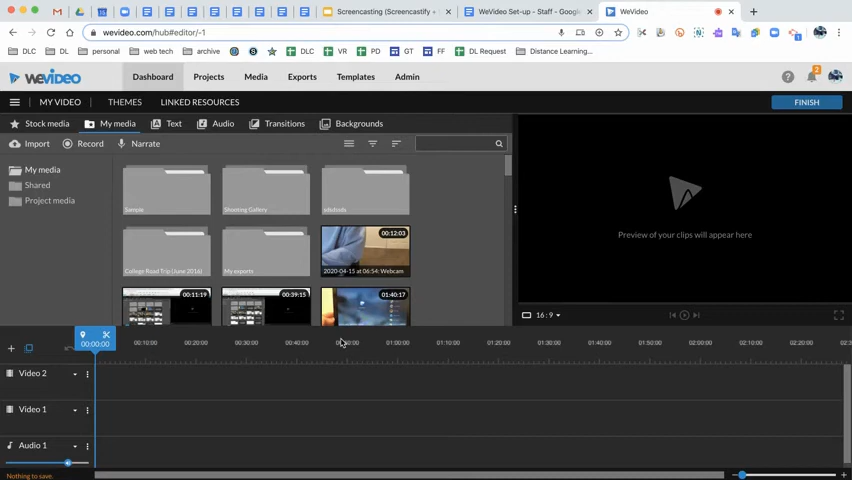 Screencasting (Screencastify +
WeVideo Set-up - Staff - Google
WeVideo
wevideo.com/hub#editor/-1
DLC
personal
web tech
archive
DLC
VR
PD
GT
FF
DL Request
Distance Learning...
wevideo
Dashboard
Projects
Media
Exports
Templates
Admin
2
MY VIDEO
THEMES
LINKED RESOURCES
FINISH
Stock media
My media
Text
Audio
Transitions
Backgrounds
Import
Record
Narrate
My media
Shared
Project media
Sample
Shooting Gallery
College Road Trip (June 2016)
My exports
00:12:03
2020-04-15 at 06:54: Webcam
00:11:19
00:39:15
01:40:17
Preview of your clips will appear here
16:9
00:00:00
00:10:00
00:20:00
00:30:00
00:40:00
01:00:00
01:10:00
01:20:00
01:30:00
01:40:00
01:50:00
02:00:00
02:10:00
02:20:00
02:3
Video 2
Video 1
Audio 1
Nothing to save.